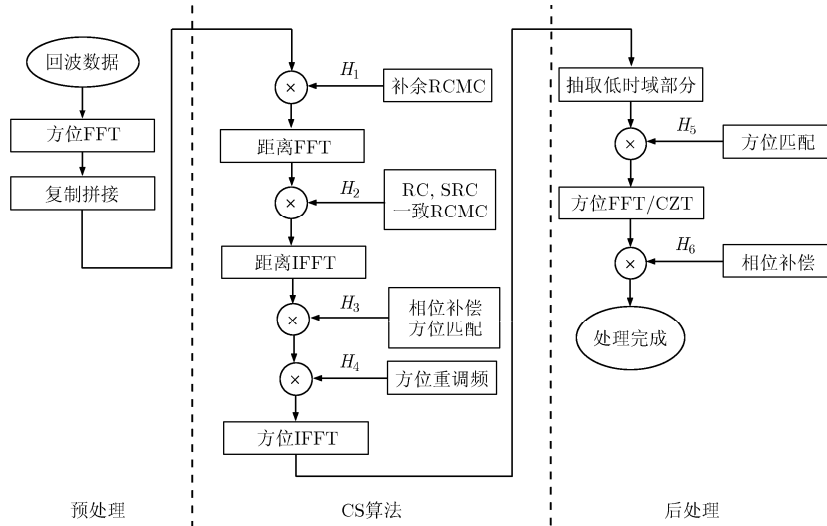 回波数据
方位FFT
复制拼接
预处理
H1
补余RCMC
距离FFT
H2
RC, SRC
一致RCMC
距离IFFT
H3
相位补偿
方位匹配
H4
方位重调频
方位IFFT
CS算法
抽取低时域部分
H5
方位匹配
方位FFT/CZT
H6
相位补偿
处理完成
后处理